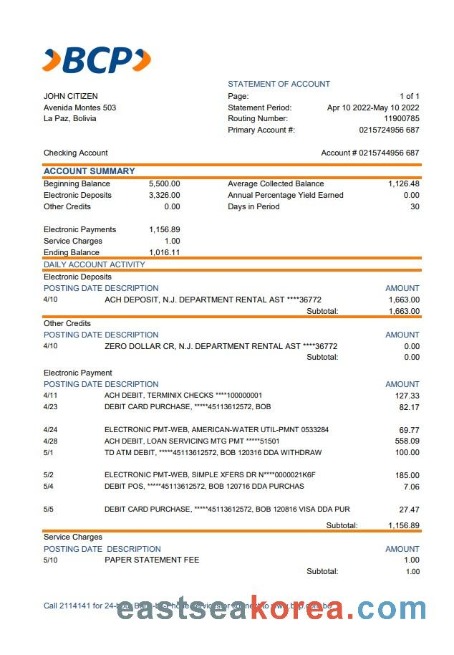 BCP
STATEMENT OF ACCOUNT
JOHN CITIZEN Page: 1 of 1
Avenida Montes 503 Statement Period: Apr 10 2022-May 10 2022
La Paz, Bolivia Routing Number: 11900785
Primary Account #: 0215724956 687
Checking Account Account # 0215744956 687
ACCOUNT SUMMARY
Beginning Balance 5,500.00 Average Collected Balance 1,126.48
Electronic Deposits 3,326.00 Annual Percentage Yield Earned 0.00
Other Credits 0.00 Days in Period 30
Electronic Payments 1,156.89
Service Charges 1.00
Ending Balance 1,016.11
DAILY ACCOUNT ACTIVITY
Electronic Deposits
POSTING DATE DESCRIPTION AMOUNT
4/10 ACH DEPOSIT, N.J. DEPARTMENT RENTAL AST ****36772 1,663.00
Subtotal: 1,663.00
Other Credits
POSTING DATE DESCRIPTION AMOUNT
4/10 ZERO DOLLAR CR, N.J. DEPARTMENT RENTAL AST ****36772 0.00
Subtotal: 0.00
Electronic Payment
POSTING DATE DESCRIPTION AMOUNT
4/11 ACH DEBIT, TERMINIX CHECKS ****100000001 127.33
4/23 DEBIT CARD PURCHASE, *****45113612572, BOB 82.17
4/24 ELECTRONIC PMT-WEB, AMERICAN-WATER UTIL-PMNT 0533284 69.77
4/28 ACH DEBIT, LOAN SERVICING MTG PMT *****51501 558.09
5/1 TD ATM DEBIT, *****45113612572, BOB 120316 DDA WITHDRAW 100.00
5/2 ELECTRONIC PMT-WEB, SIMPLE XFERS DR N****0000021K6F 185.00
5/4 DEBIT POS, *****45113612572, BOB 120716 DDA PURCHAS 7.06
5/5 DEBIT CARD PURCHASE, *****45113612572, BOB 120816 VISA DDA PUR 27.47
Subtotal: 1,156.89
Service Charges
POSTING DATE DESCRIPTION AMOUNT
5/10 PAPER STATEMENT FEE 1.00
Subtotal: 1.00
Call 2114141 for 24-
eastseakorea.com